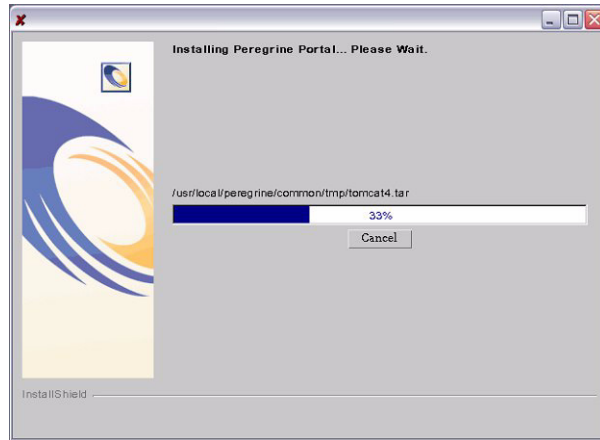 Installing Peregrine Portal... Please Wait.
/usr/local/peregrine/common/tmp/tomcat4.tar
33%
Cancel
InstallShield